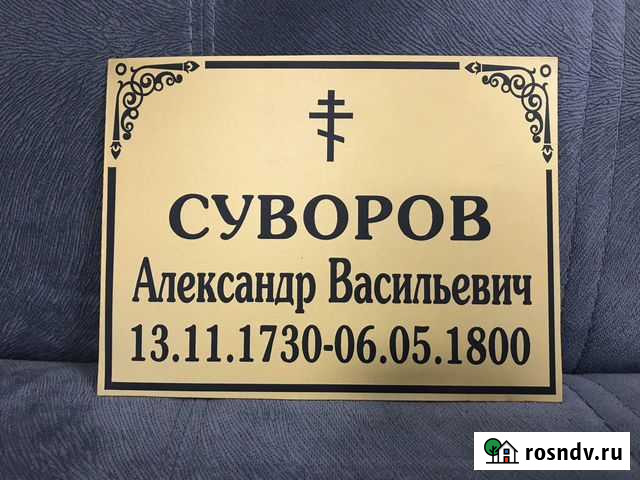 СУВОРОВ
Александр Васильевич
13.11.1730-06.05.1800
rosndv.ru